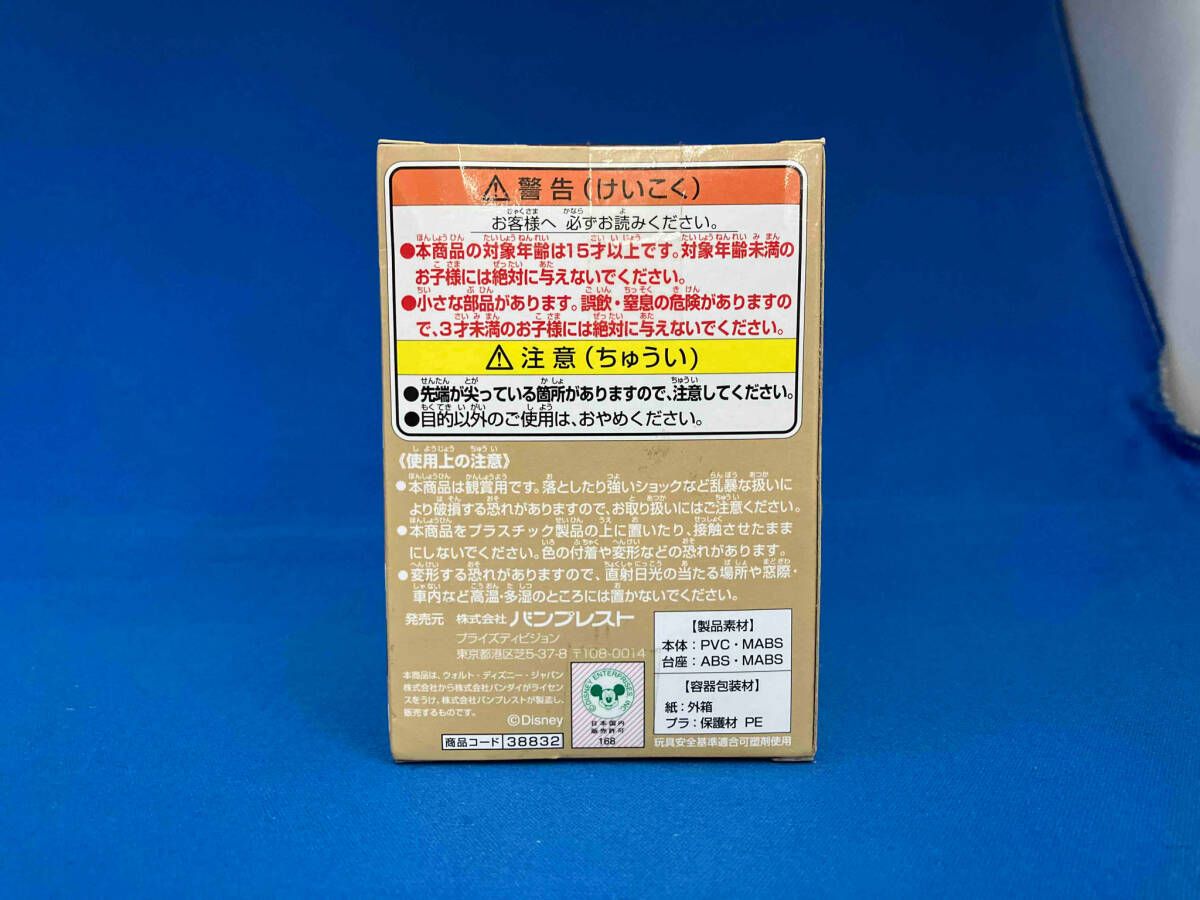 ⚠ 警告(けいこく)
お客様へ 必ずお読みください。
●本商品の対象年齢は15才以上です。対象年齢未満の
お子様には絶対に与えないでください。
●小さな部品があります。誤飲・窒息の危険がありますの
で、3才未満のお子様には絶対に与えないでください。
⚠ 注意(ちゅうい)
●先端が尖っている箇所がありますので、注意してください。
●目的以外のご使用は、おやめください。
《使用上の注意》
●本商品は観賞用です。落としたり強いショックなど乱暴な扱いに
より破損する恐れがありますので、お取り扱いにはご注意ください。
●本商品をプラスチック製品の上に置いたり、接触させたまま
にしないでください。色の付着や変形などの恐れがあります。
●変形する恐れがありますので、直射日光の当たる場所や窓際・
車内など高温・多湿のところには置かないでください。
発売元 株式会社 バンプレスト
プライズディビジョン
東京都港区芝5-37-8 〒108-0014
本商品は、ウォルト・ディズニー・ジャパン
株式会社から株式会社バンダイがライセン
スをうけ、株式会社バンプレストが製造し、
販売するものです。
©Disney
商品コード 38832
©DISNEY ENTERPRISES INC
日本国内
販売許可
168
【製品素材】
本体：PVC・MABS
台座：ABS・MABS
【容器包装材】
紙：外箱
プラ：保護材 PE
玩具安全基準適合可塑剤使用